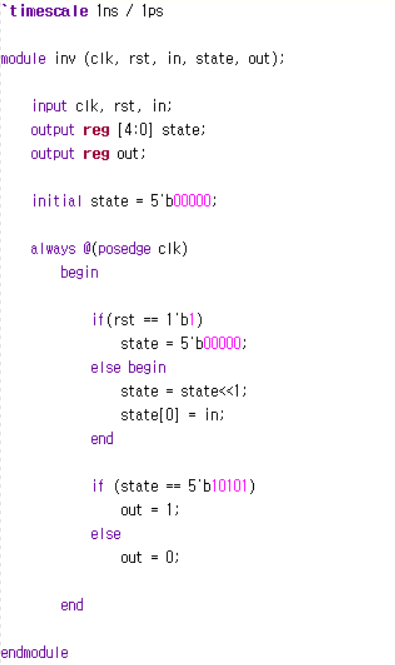 `timescale 1ns / 1ps
module inv (clk, rst, in, state, out);
input clk, rst, in;
output reg [4:0] state;
output reg out;
initial state = 5'b00000;
always @(posedge clk)
begin
if(rst == 1'b1)
state = 5'b00000;
else begin
state = state<<1;
state[0] = in;
end
if (state == 5'b10101)
out = 1;
else
out = 0;
end
endmodule